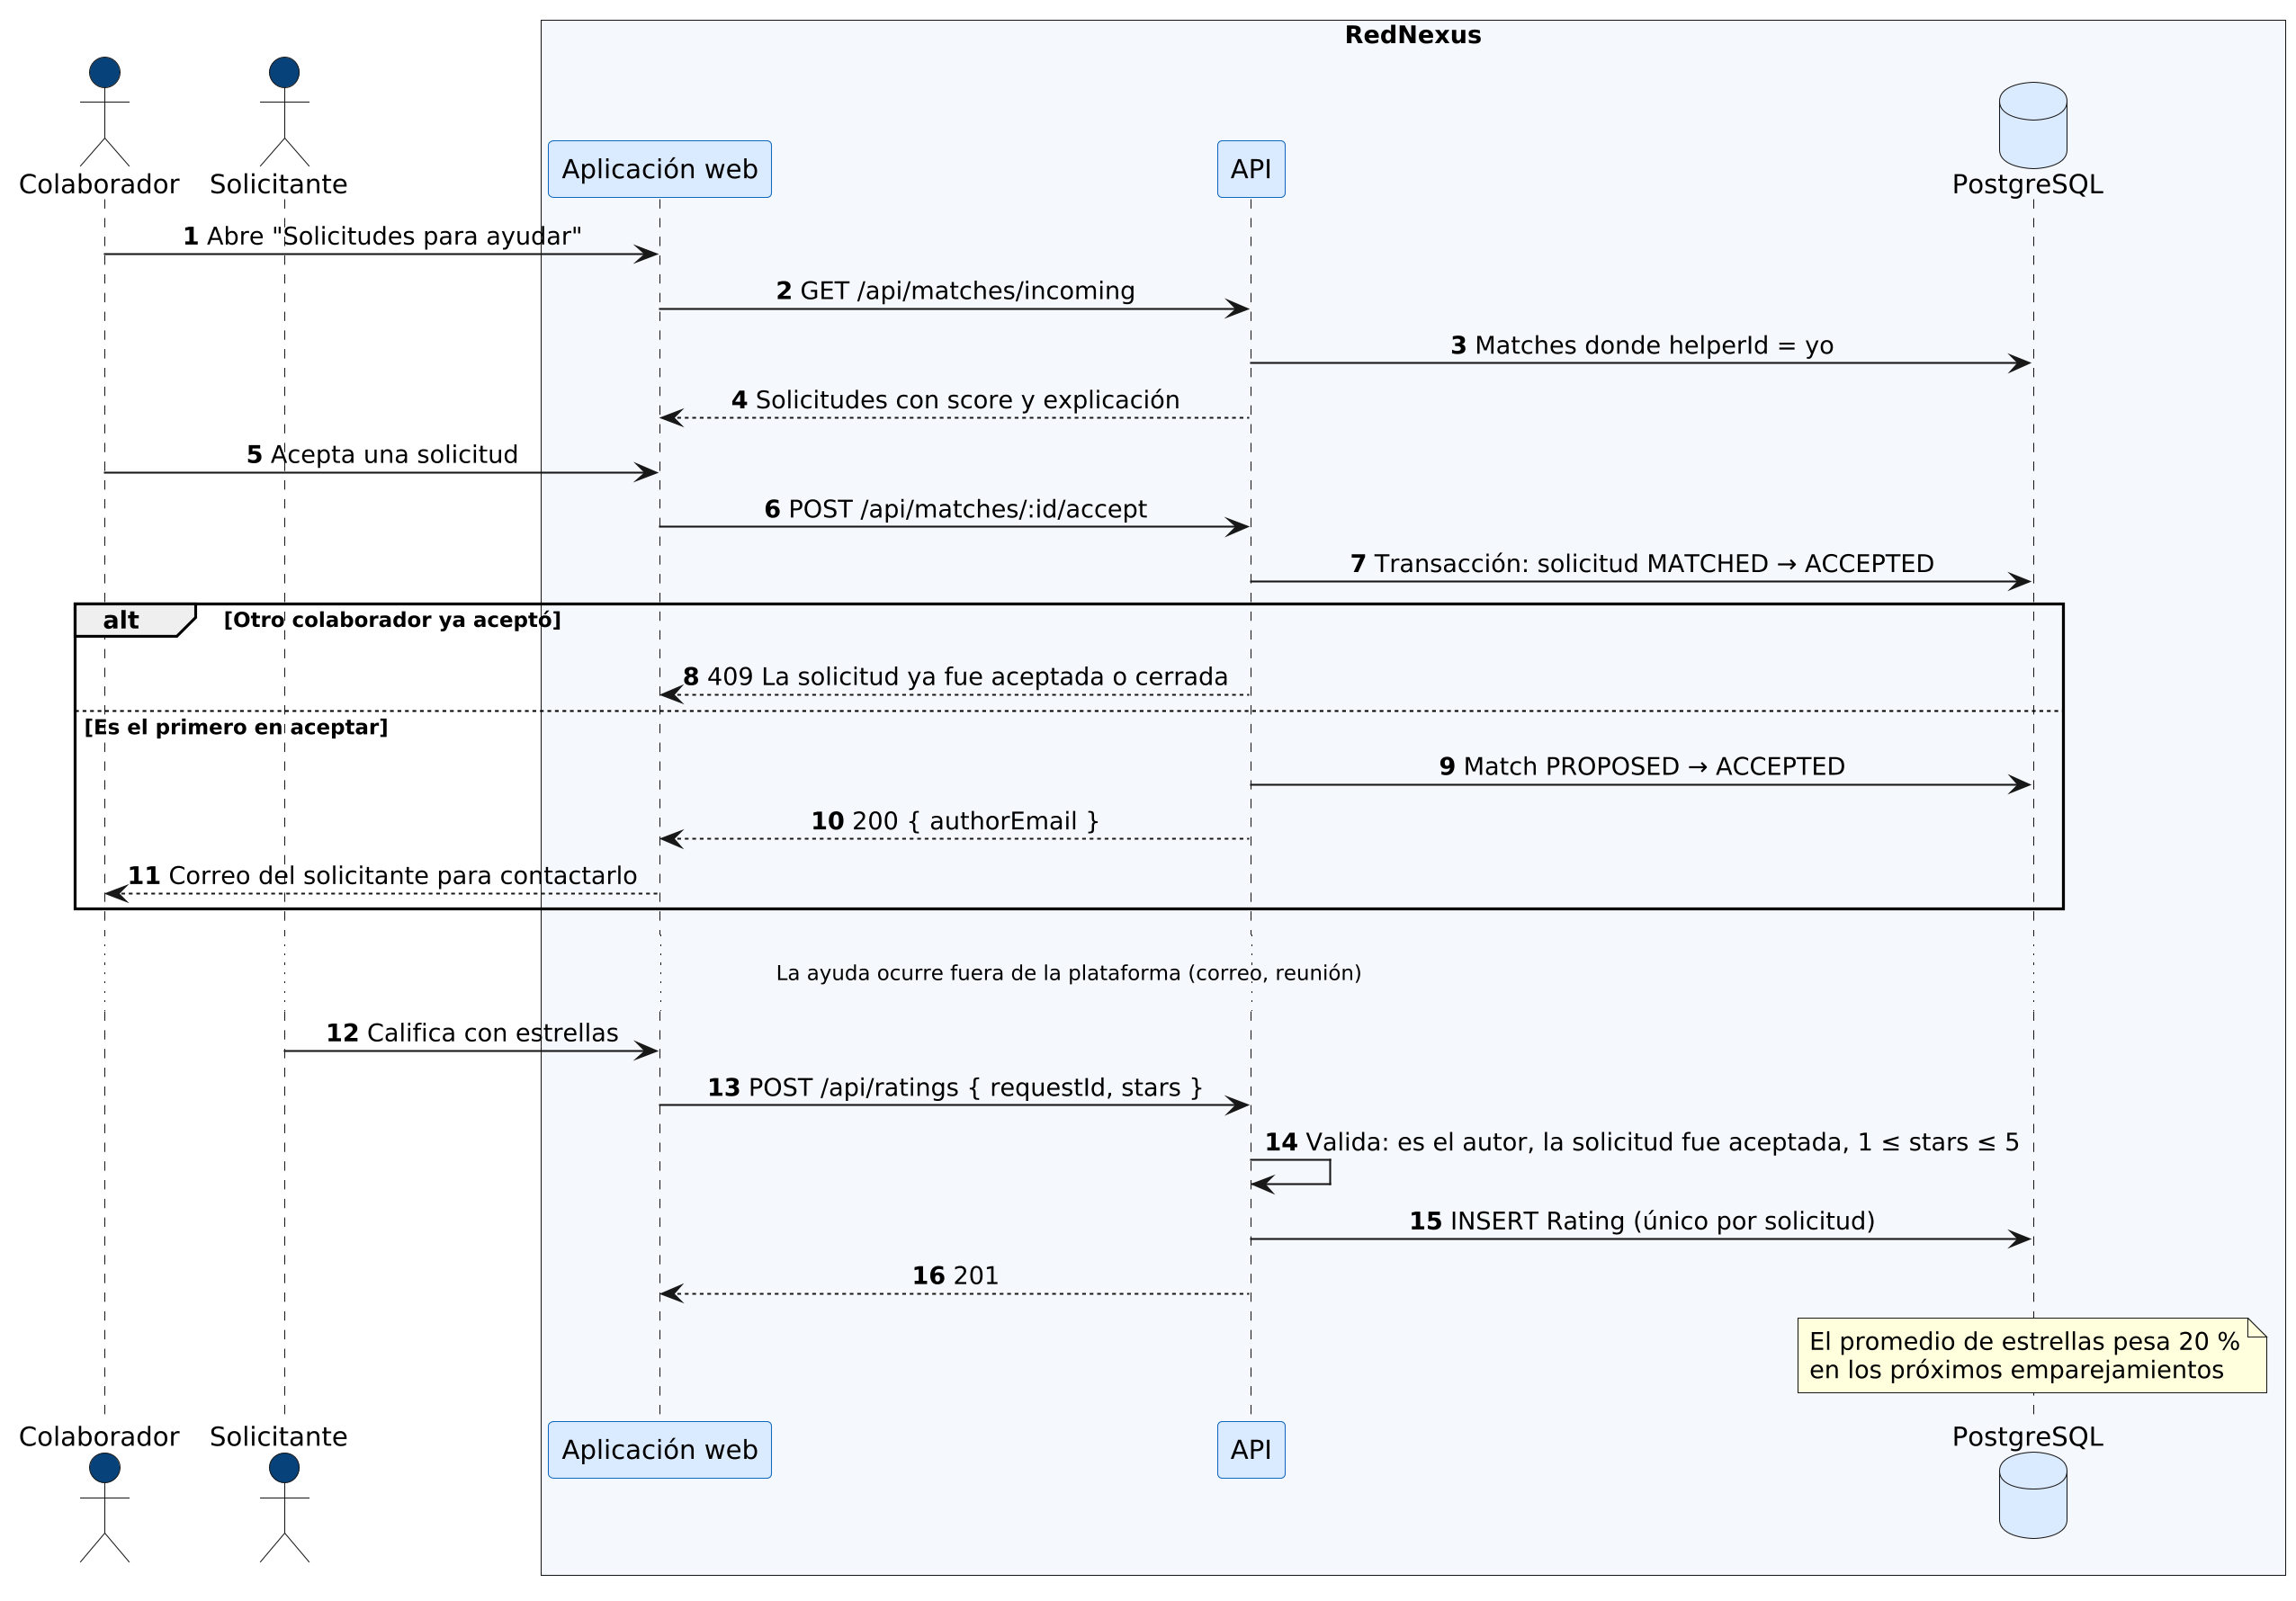 RedNexus
Colaborador
Solicitante
Aplicación web
API
PostgreSQL
1 Abre "Solicitudes para ayudar"
2 GET /api/matches/incoming
3 Matches donde helperId = yo
4 Solicitudes con score y explicación
5 Acepta una solicitud
6 POST /api/matches/:id/accept
7 Transacción: solicitud MATCHED → ACCEPTED
alt [Otro colaborador ya aceptó]
8 409 La solicitud ya fue aceptada o cerrada
[Es el primero en aceptar]
9 Match PROPOSED → ACCEPTED
10 200 { authorEmail }
11 Correo del solicitante para contactarlo
La ayuda ocurre fuera de la plataforma (correo, reunión)
12 Califica con estrellas
13 POST /api/ratings { requestId, stars }
14 Valida: es el autor, la solicitud fue aceptada, 1 ≤ stars ≤ 5
15 INSERT Rating (único por solicitud)
16 201
El promedio de estrellas pesa 20 %
en los próximos emparejamientos
Colaborador
Solicitante
Aplicación web
API
PostgreSQL